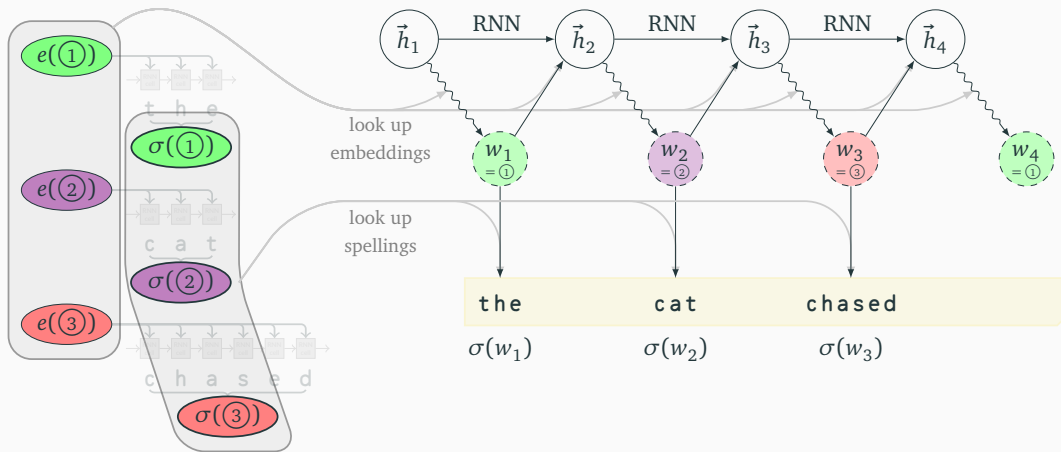 e(①)
t h e
σ(①)
e(②)
c a t
σ(②)
e(③)
c h a s e d
σ(③)
h⃗₁ RNN h⃗₂ RNN h⃗₃ RNN h⃗₄
look up
embeddings
w₁ w₂ w₃ w₄
=① =② =③ =①
look up
spellings
the cat chased
σ(w₁) σ(w₂) σ(w₃)